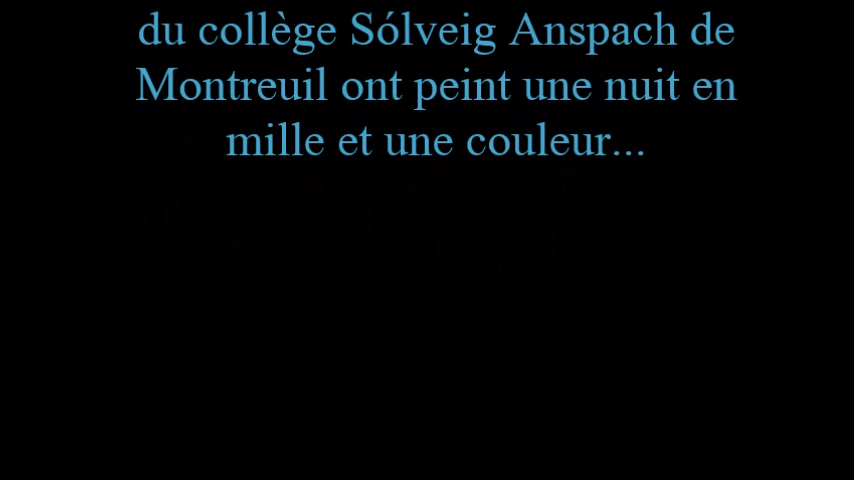 du collège Sólveig Anspach de
Montreuil ont peint une nuit en
mille et une couleur...